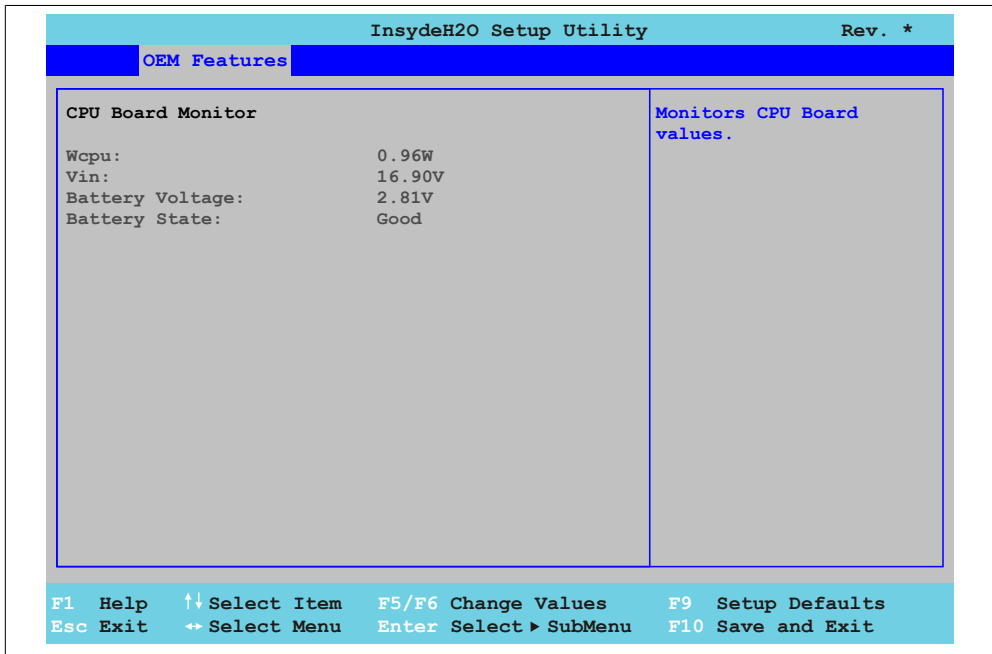 InsydeH2O Setup Utility Rev. *
OEM Features
CPU Board Monitor
Monitors CPU Board
values.
Wcpu: 0.96W
Vin: 16.90V
Battery Voltage: 2.81V
Battery State: Good
F1 Help ↑↓ Select Item F5/F6 Change Values F9 Setup Defaults
Esc Exit ↔ Select Menu Enter Select ▶ SubMenu F10 Save and Exit